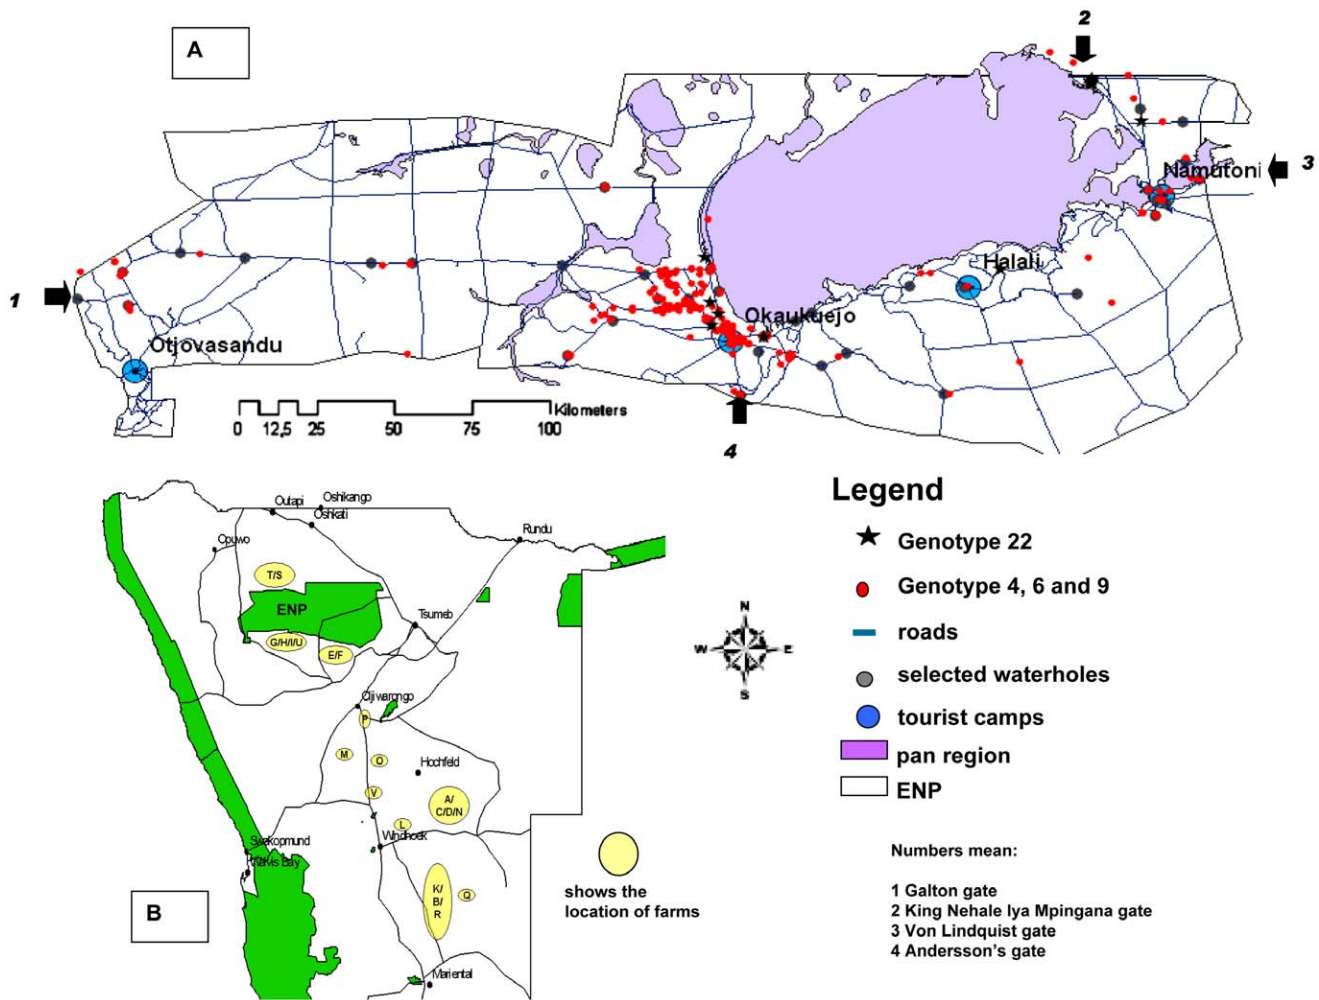 A
2
Namutoni
3
Halali
1
Otjovasandu
Okaukuejo
Kilometers
0 12,5 25 50 75 100
4
Legend
Genotype 22
Genotype 4, 6 and 9
roads
selected waterholes
tourist camps
pan region
ENP
N
W E
S
Outapi
Oshikango
Oshkati
Rundu
Opuwo
T/S
ENP
Tsumeb
G/H/I/U
E/F
Otjiwarongo
P
M
O
Hochfeld
V
A/
C/D/N
L
Windhoek
Swakopmund
Walvis Bay
K/
B/
R
Q
Mariental
B
shows the
location of farms
Numbers mean:
1 Galton gate
2 King Nehale Iya Mpingana gate
3 Von Lindquist gate
4 Andersson's gate